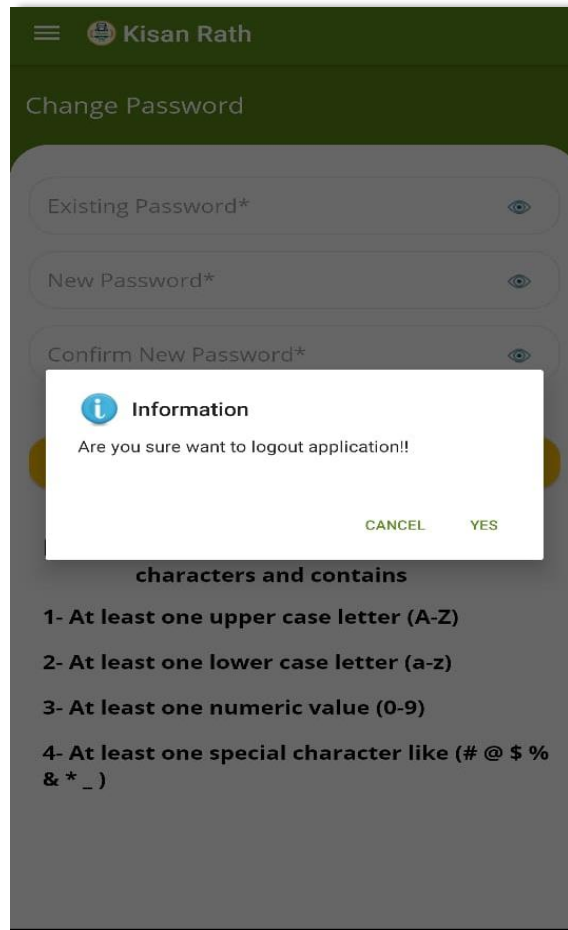 Kisan Rath
Change Password
Existing Password*
New Password*
Confirm New Password*
Information
Are you sure want to logout application!!
CANCEL YES
characters and contains
1- At least one upper case letter (A-Z)
2- At least one lower case letter (a-z)
3- At least one numeric value (0-9)
4- At least one special character like (# @ $ %
& * _ )